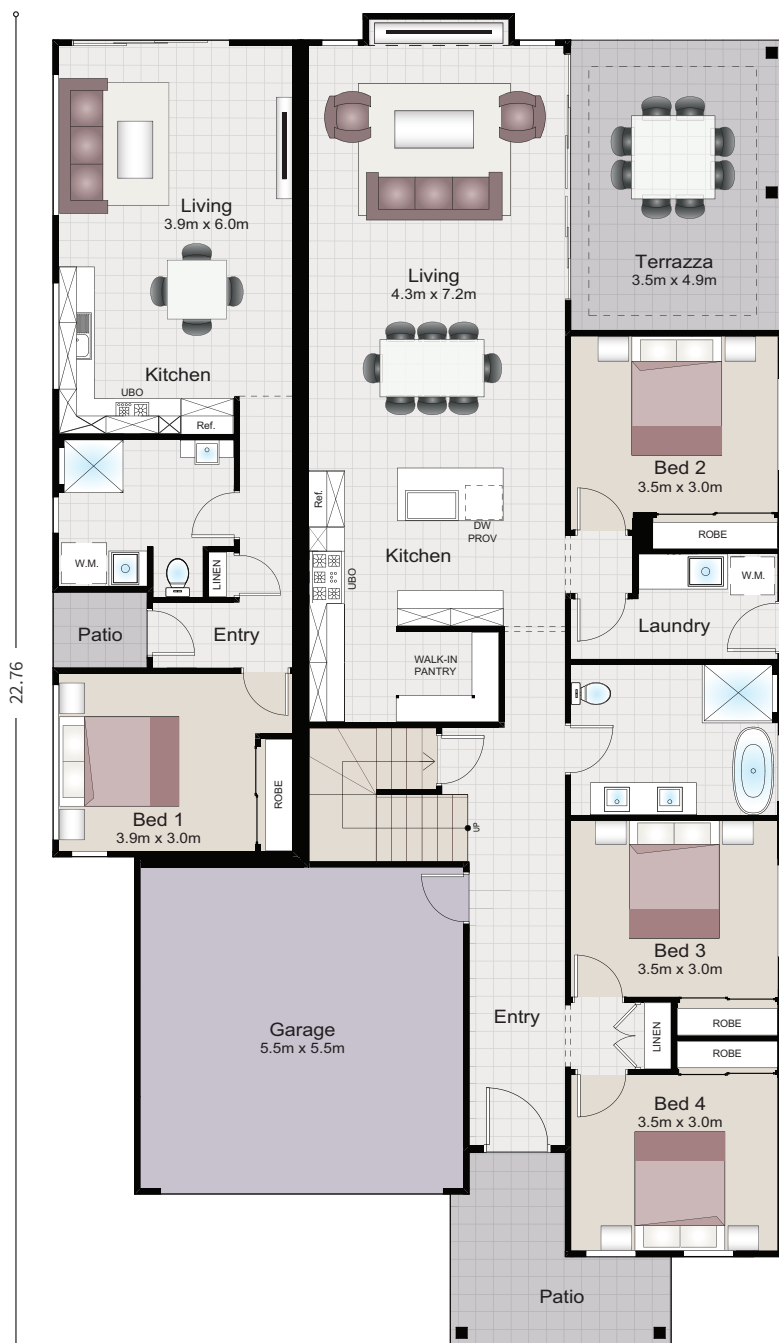 22.76
Living
3.9m x 6.0m
Kitchen
UBO
Ref.
W.M.
LINEN
Patio
Entry
Bed 1
3.9m x 3.0m
ROBE
Living
4.3m x 7.2m
Ref.
DW
PROV
Kitchen
UBO
WALK-IN
PANTRY
UP
Garage
5.5m x 5.5m
Entry
Terrazza
3.5m x 4.9m
Bed 2
3.5m x 3.0m
ROBE
W.M.
Laundry
Bed 3
3.5m x 3.0m
ROBE
LINEN
ROBE
Bed 4
3.5m x 3.0m
Patio